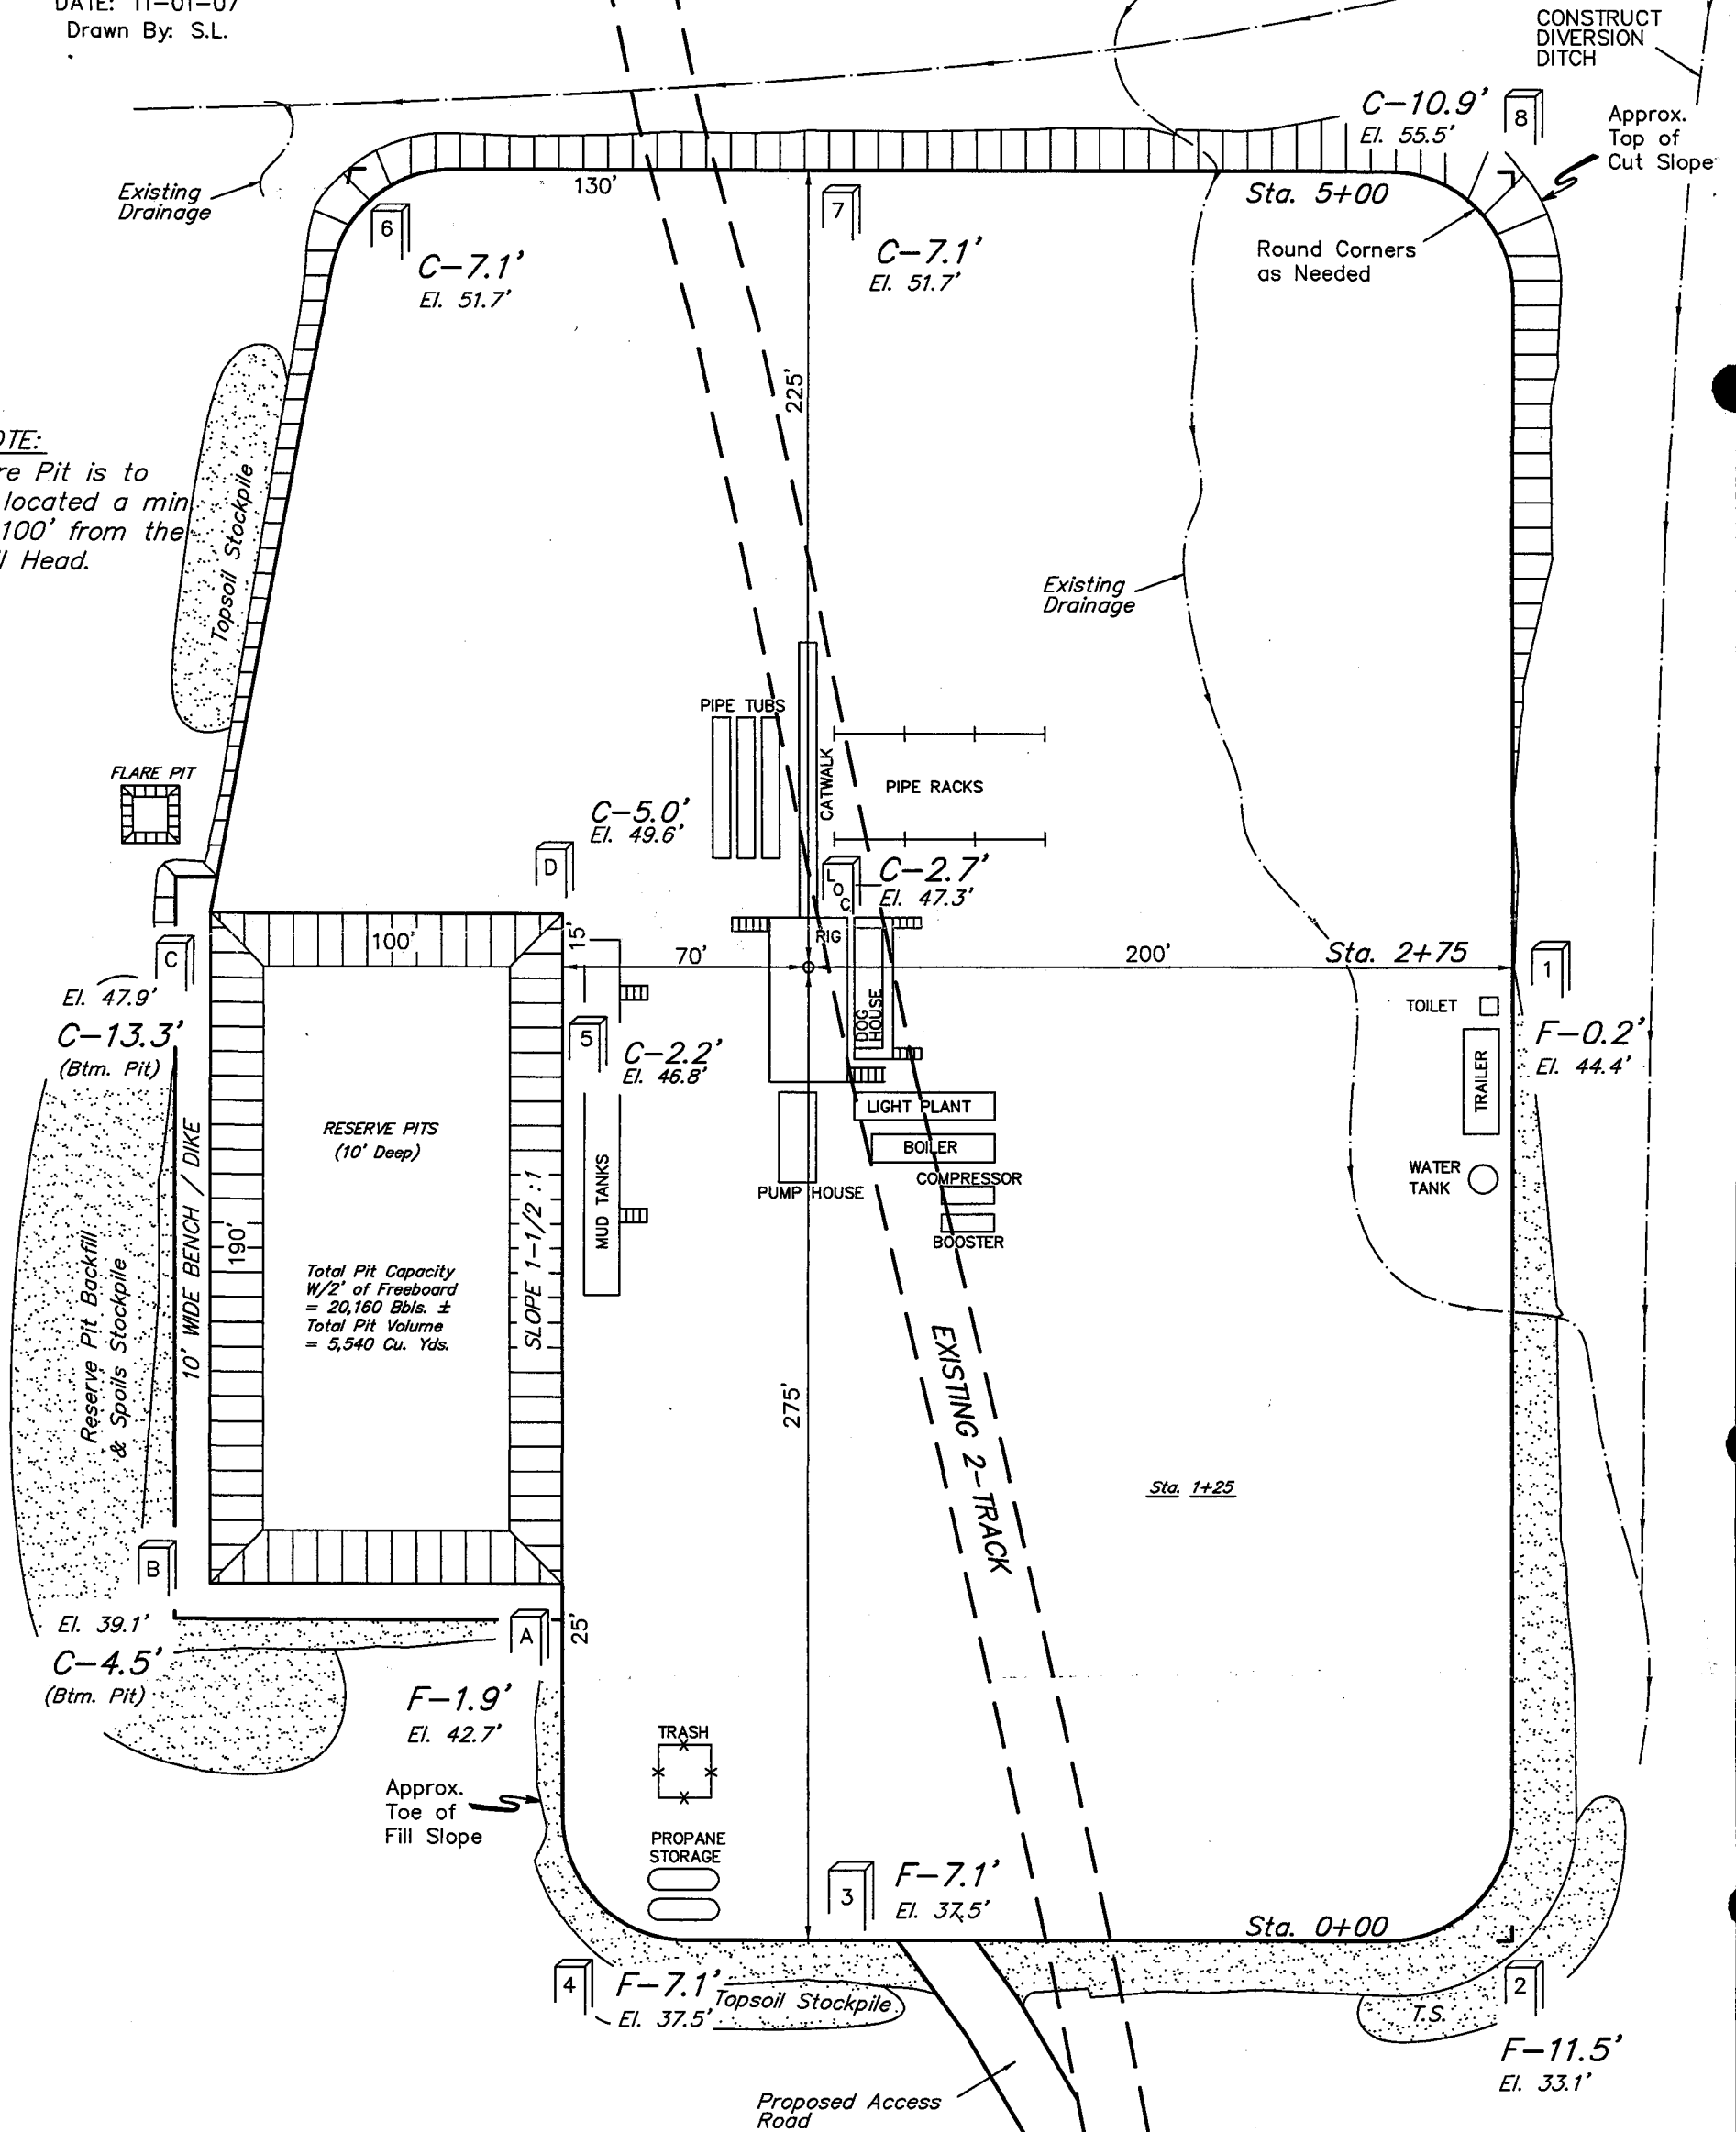 DATE: 11-01-07
Drawn By: S.L.
CONSTRUCT
DIVERSION
DITCH
C-10.9'
El. 55.5'
8
Approx.
Top of
Cut Slope
Existing
Drainage
130'
Sta. 5+00
6
7
C-7.1'
El. 51.7'
C-7.1'
El. 51.7'
Round Corners
as Needed
225'
Pit is to
located a min
100' from the
Head.
Topsoil Stockpile
Existing
Drainage
PIPE TUBS
CATWALK
PIPE RACKS
FLARE PIT
C-5.0'
El. 49.6'
D
LOC
C-2.7'
El. 47.3'
RIG
100'
15'
70'
200'
Sta. 2+75
1
C
El. 47.9'
C-13.3'
(Btm. Pit)
5
C-2.2'
El. 46.8'
DOG
HOUSE
TOILET
TRAILER
F-0.2'
El. 44.4'
RESERVE PITS
(10' Deep)
LIGHT PLANT
BOILER
COMPRESSOR
BOOSTER
PUMP HOUSE
MUD TANKS
WATER
TANK
10' WIDE BENCH / DIKE
190'
SLOPE 1-1/2 :1
Reserve Pit Backfill
& Spoils Stockpile
Total Pit Capacity
W/2' of Freeboard
= 20,160 Bbls. ±
Total Pit Volume
= 5,540 Cu. Yds.
275'
EXISTING 2-TRACK
Sta. 1+25
B
El. 39.1'
C-4.5'
(Btm. Pit)
A
25'
F-1.9'
El. 42.7'
TRASH
Approx.
Toe of
Fill Slope
PROPANE
STORAGE
3
F-7.1'
El. 37.5'
Sta. 0+00
4
F-7.1'
El. 37.5'
Topsoil Stockpile
2
T.S.
F-11.5'
El. 33.1'
Proposed Access
Road